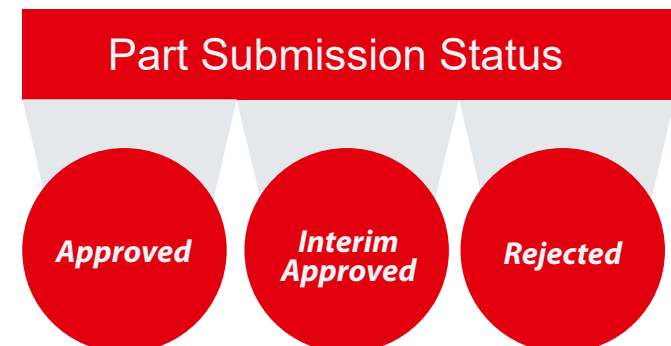 Part Submission Status
Approved
Interim
Approved
Rejected